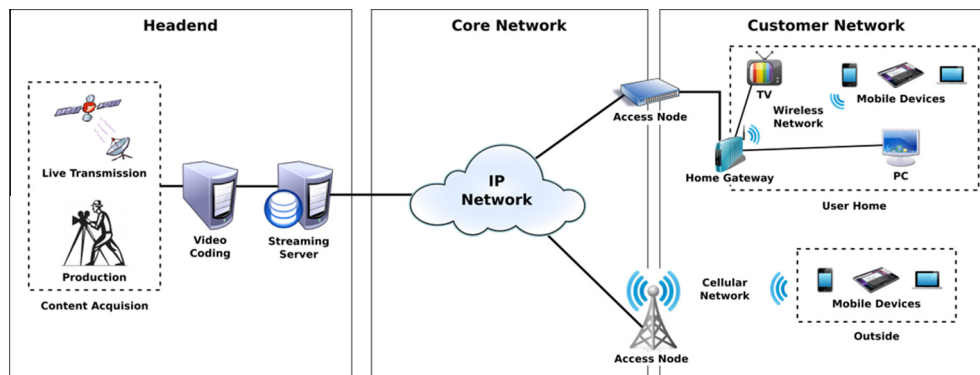 Headend
Core Network
Customer Network
Live Transmission
Production
Content Acquision
Video
Coding
Streaming
Server
IP
Network
Access Node
Access Node
TV
Wireless
Network
Mobile Devices
Home Gateway
PC
User Home
Cellular
Network
Mobile Devices
Outside